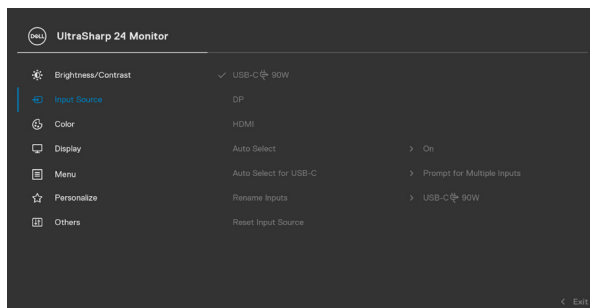 DELL UltraSharp 24 Monitor
Brightness/Contrast USB-C 90W
Input Source DP
Color HDMI
Display Auto Select On
Menu Auto Select for USB-C Prompt for Multiple Inputs
Personalize Rename Inputs USB-C 90W
Others Reset Input Source
Exit